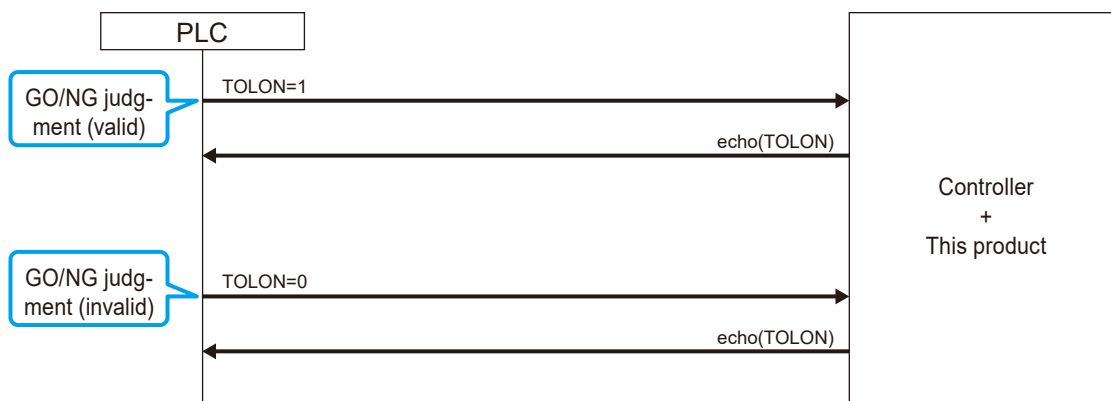 PLC
GO/NG judg-
ment (valid)
TOLON=1
echo(TOLON)
Controller
+
This product
GO/NG judg-
ment (invalid)
TOLON=0
echo(TOLON)